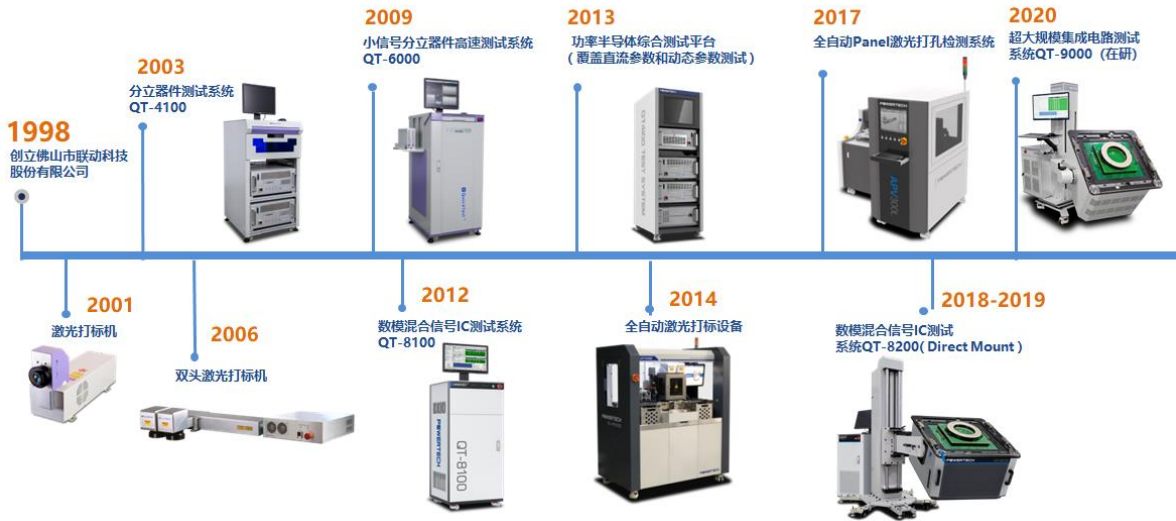 1998
创立佛山市联动科技
股份有限公司
2001
激光打标机
2003
分立器件测试系统
QT-4100
2006
双头激光打标机
2009
小信号分立器件高速测试系统
QT-6000
2012
数模混合信号IC测试系统
QT-8100
POWERTECH
QT-8100
2013
功率半导体综合测试平台
（覆盖直流参数和动态参数测试）
2014
全自动激光打标设备
POWERTECH
2017
全自动Panel激光打孔检测系统
POWERTECH
2018-2019
数模混合信号IC测试
系统QT-8200( Direct Mount )
POWERTECH
2020
超大规模集成电路测试
系统QT-9000（在研）